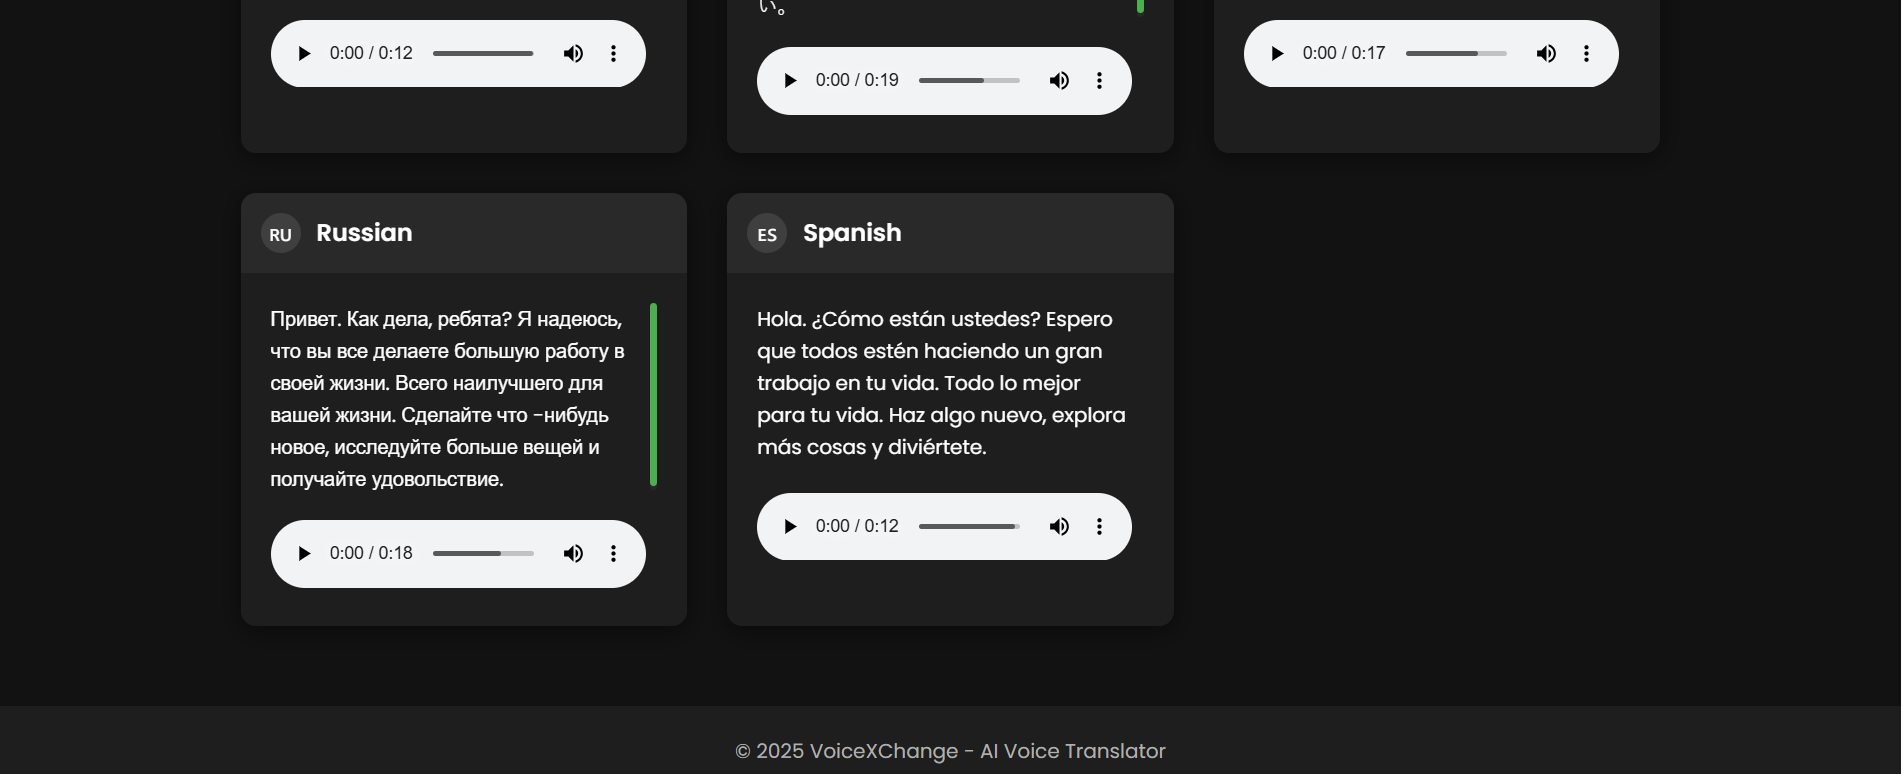 い。
0:00 / 0:12
0:00 / 0:19
0:00 / 0:17
RU Russian
Привет. Как дела, ребята? Я надеюсь,
что вы все делаете большую работу в
своей жизни. Всего наилучшего для
вашей жизни. Сделайте что -нибудь
новое, исследуйте больше вещей и
получайте удовольствие.
0:00 / 0:18
ES Spanish
Hola. ¿Cómo están ustedes? Espero
que todos estén haciendo un gran
trabajo en tu vida. Todo lo mejor
para tu vida. Haz algo nuevo, explora
más cosas y diviértete.
0:00 / 0:12
© 2025 VoiceXChange - AI Voice Translator